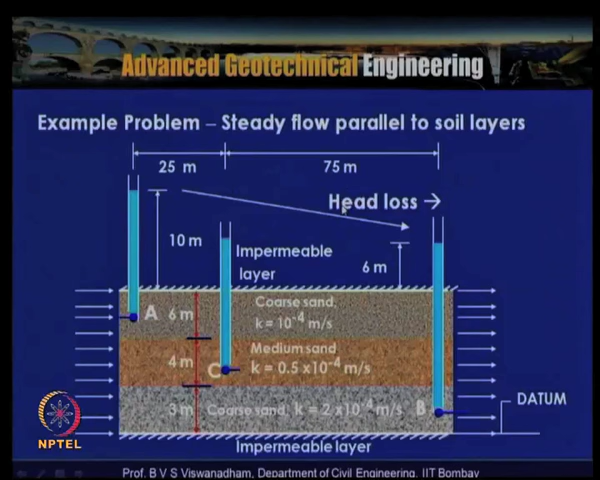 Advanced Geotechnical Engineering
Example Problem – Steady flow parallel to soil layers
25 m
75 m
Head loss →
10 m
Impermeable
layer
6 m
A
6 m
Coarse sand,
k = 10⁻⁴ m/s
4 m
C
Medium sand
k = 0.5 x10⁻⁴ m/s
3 m
Coarse sand, k = 2 x10⁻⁴ m/s
B
DATUM
NPTEL
Impermeable layer
Prof. B V S Viswanadham, Department of Civil Engineering, IIT Bombay